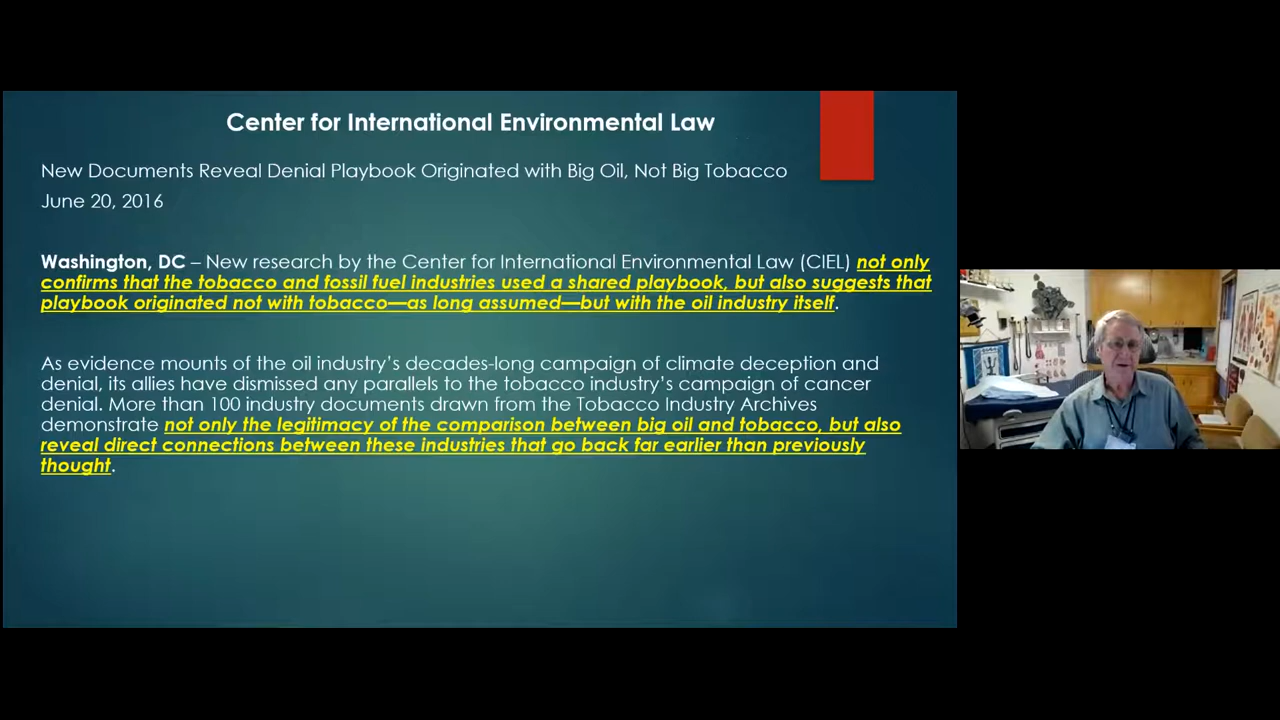 Center for International Environmental Law
New Documents Reveal Denial Playbook Originated with Big Oil, Not Big Tobacco
June 20, 2016
Washington, DC – New research by the Center for International Environmental Law (CIEL) not only
confirms that the tobacco and fossil fuel industries used a shared playbook, but also suggests that
playbook originated not with tobacco—as long assumed—but with the oil industry itself.
As evidence mounts of the oil industry's decades-long campaign of climate deception and
denial, its allies have dismissed any parallels to the tobacco industry's campaign of cancer
denial. More than 100 industry documents drawn from the Tobacco Industry Archives
demonstrate not only the legitimacy of the comparison between big oil and tobacco, but also
reveal direct connections between these industries that go back far earlier than previously
thought.